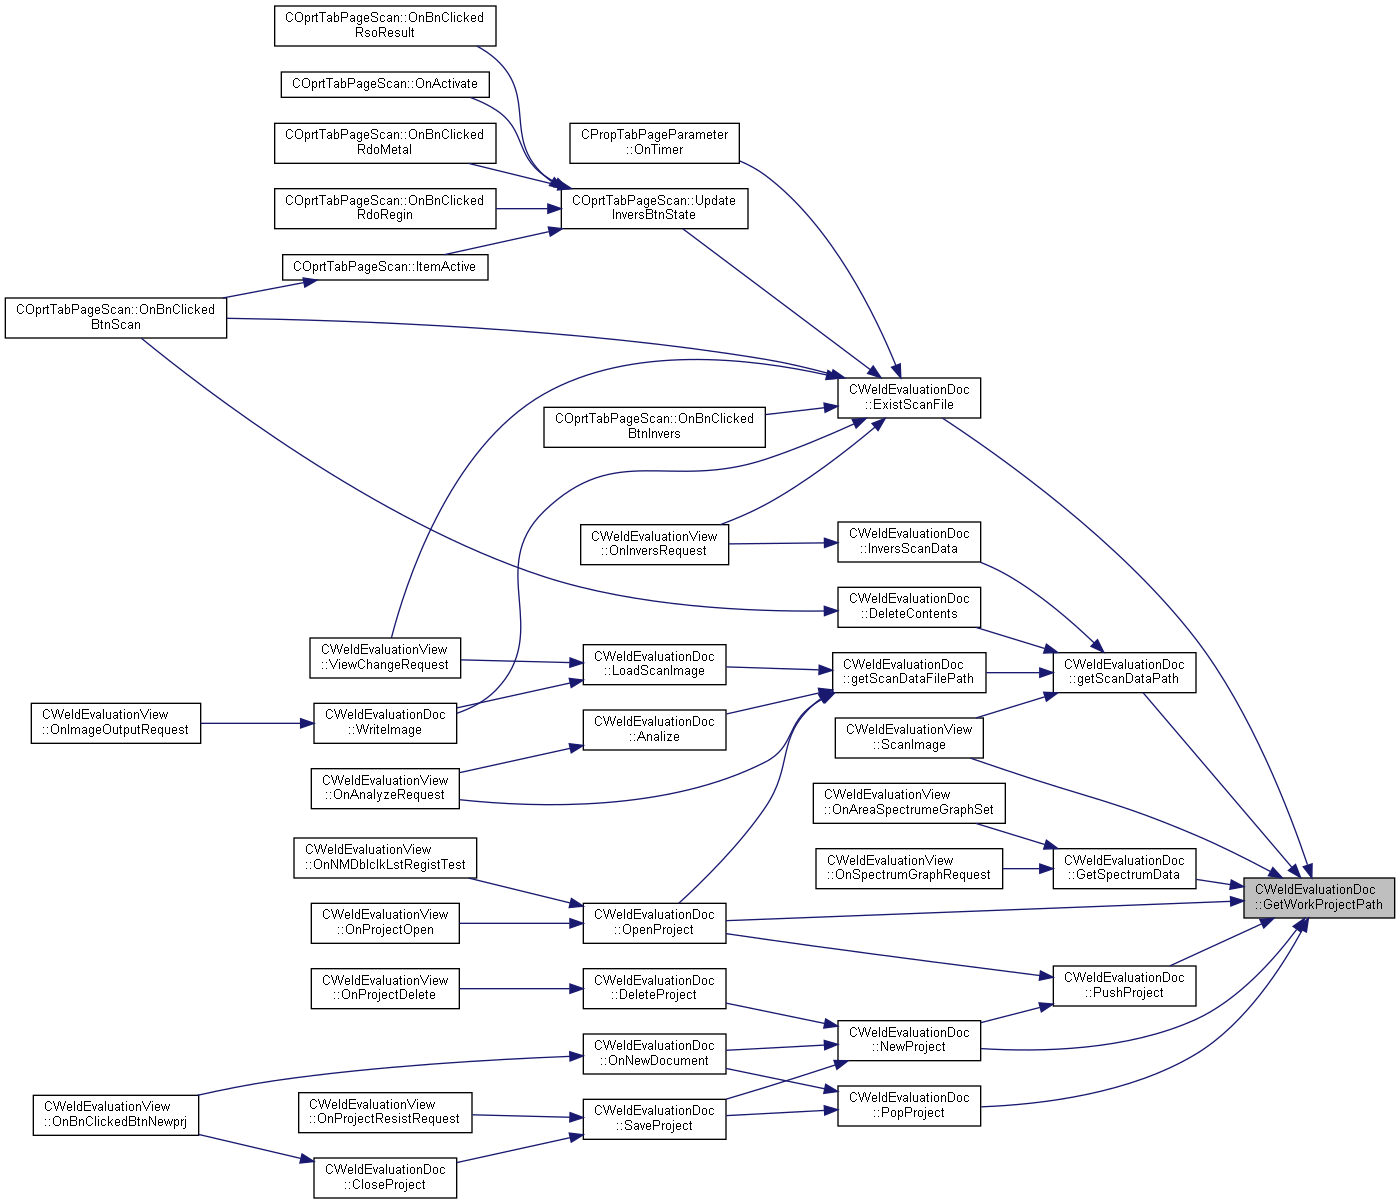 COprtTabPageScan::OnBnClicked
RsoResult
COprtTabPageScan::OnActivate
COprtTabPageScan::OnBnClicked
RdoMetal
CPropTabPageParameter
::OnTimer
COprtTabPageScan::OnBnClicked
RdoRegin
COprtTabPageScan::Update
InversBtnState
COprtTabPageScan::ItemActive
COprtTabPageScan::OnBnClicked
BtnScan
CWeldEvaluationDoc
::ExistScanFile
COprtTabPageScan::OnBnClicked
BtnInvers
CWeldEvaluationView
::OnInversRequest
CWeldEvaluationDoc
::InversScanData
CWeldEvaluationDoc
::DeleteContents
CWeldEvaluationView
::ViewChangeRequest
CWeldEvaluationDoc
::LoadScanImage
CWeldEvaluationDoc
::getScanDataFilePath
CWeldEvaluationDoc
::getScanDataPath
CWeldEvaluationView
::OnImageOutputRequest
CWeldEvaluationDoc
::WriteImage
CWeldEvaluationDoc
::Analize
CWeldEvaluationView
::ScanImage
CWeldEvaluationView
::OnAnalyzeRequest
CWeldEvaluationView
::OnAreaSpectrumeGraphSet
CWeldEvaluationView
::OnNMDblclkLstRegistTest
CWeldEvaluationView
::OnSpectrumGraphRequest
CWeldEvaluationDoc
::GetSpectrumData
CWeldEvaluationDoc
::GetWorkProjectPath
CWeldEvaluationView
::OnProjectOpen
CWeldEvaluationDoc
::OpenProject
CWeldEvaluationView
::OnProjectDelete
CWeldEvaluationDoc
::DeleteProject
CWeldEvaluationDoc
::PushProject
CWeldEvaluationDoc
::NewProject
CWeldEvaluationDoc
::OnNewDocument
CWeldEvaluationDoc
::PopProject
CWeldEvaluationView
::OnBnClickedBtnNewprj
CWeldEvaluationView
::OnProjectResistRequest
CWeldEvaluationDoc
::SaveProject
CWeldEvaluationDoc
::CloseProject